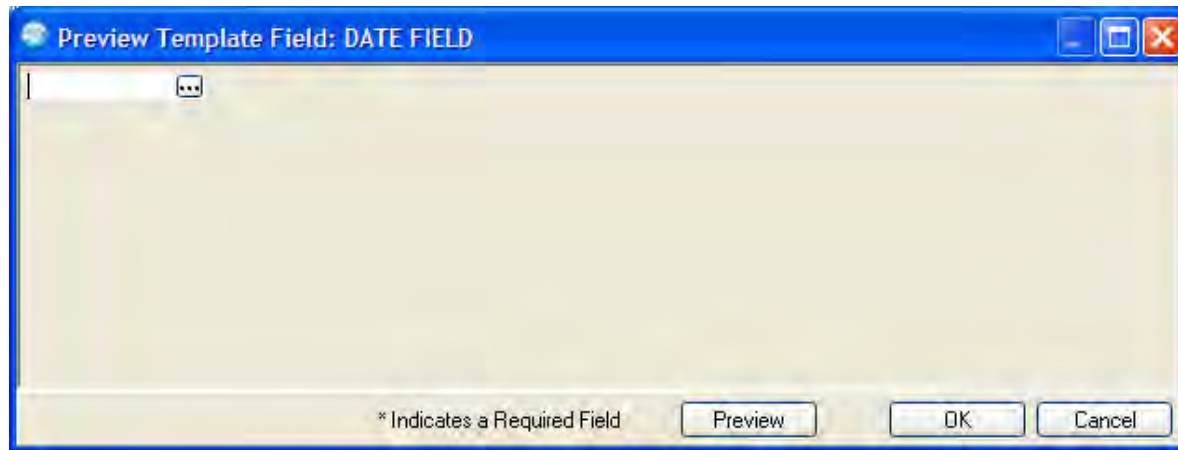 Preview Template Field: DATE FIELD
...
* Indicates a Required Field Preview OK Cancel